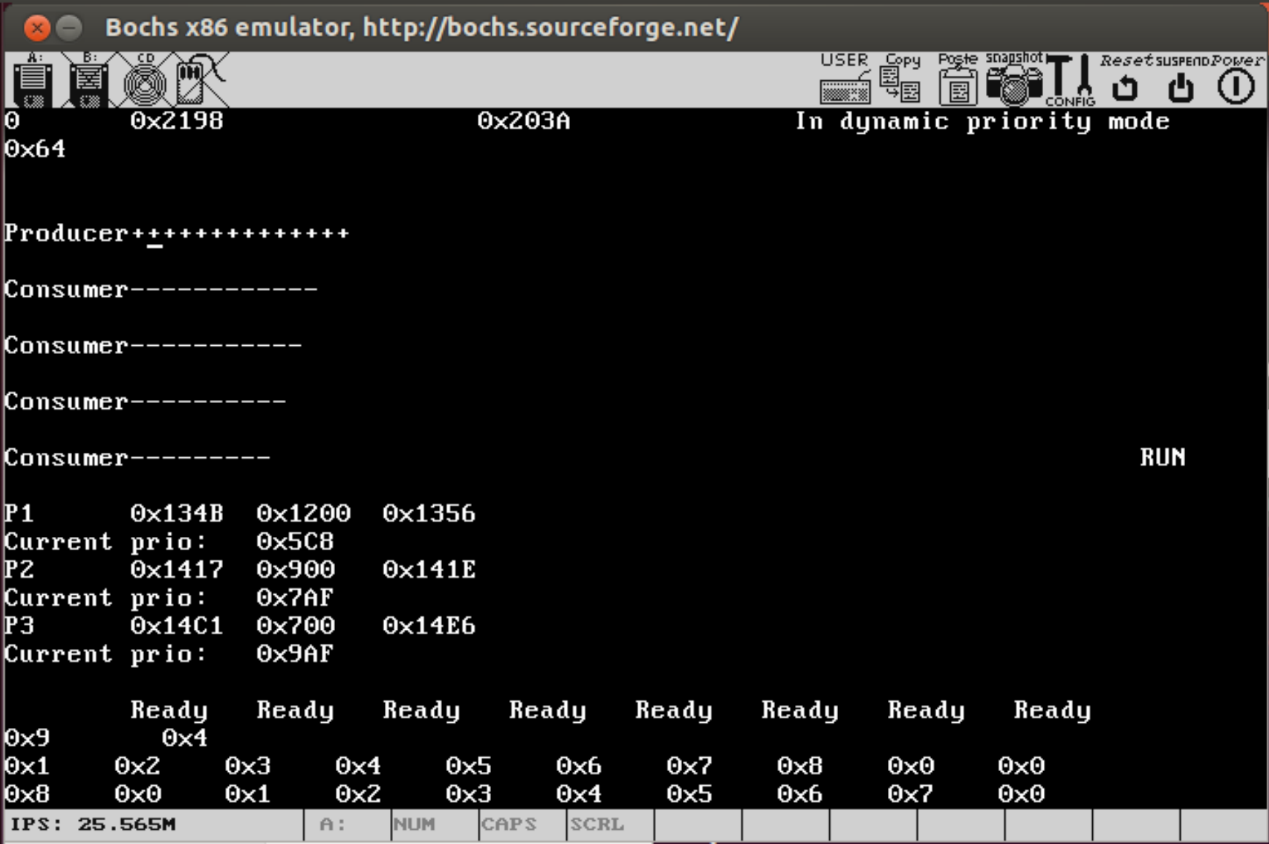 Bochs x86 emulator, http://bochs.sourceforge.net/
A: B: CD USER Copy Paste snapshot CONFIG Reset SUSPEND Power
0 0x2198 0x203A In dynamic priority mode
0x64
Producer++++++++++++++
Consumer------------
Consumer-----------
Consumer----------
Consumer--------- RUN
P1 0x134B 0x1200 0x1356
Current prio: 0x5C8
P2 0x1417 0x900 0x141E
Current prio: 0x7AF
P3 0x14C1 0x700 0x14E6
Current prio: 0x9AF
Ready Ready Ready Ready Ready Ready Ready Ready
0x9 0x4
0x1 0x2 0x3 0x4 0x5 0x6 0x7 0x8 0x0 0x0
0x8 0x0 0x1 0x2 0x3 0x4 0x5 0x6 0x7 0x0
IPS: 25.565M A: NUM CAPS SCRL